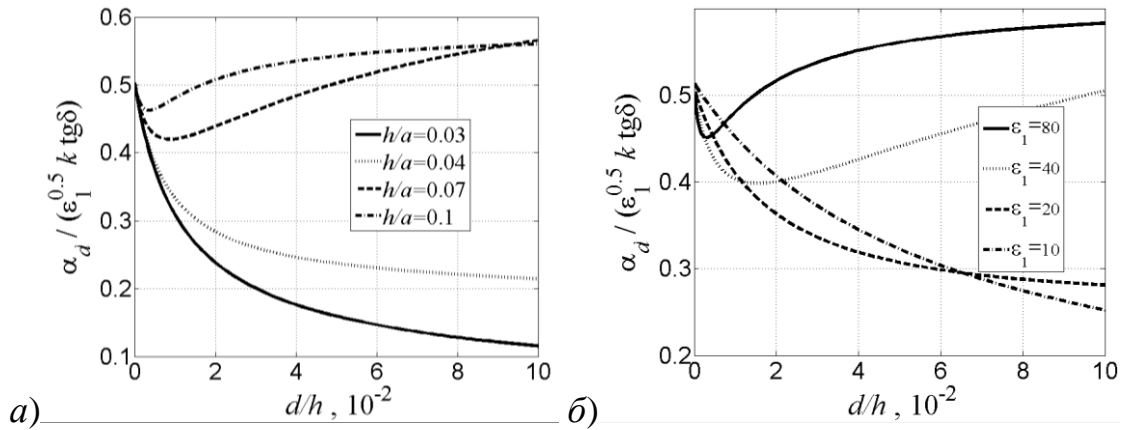 0.6
0.5
0.4
0.3
0.2
0.1
α_d / (ε_1^0.5 k tgδ)
h/a=0.03
h/a=0.04
h/a=0.07
h/a=0.1
0 2 4 6 8 10
d/h , 10^-2
а)
0.5
0.4
0.3
0.2
α_d / (ε_1^0.5 k tgδ)
ε_1=80
ε_1=40
ε_1=20
ε_1=10
0 2 4 6 8 10
d/h , 10^-2
б)